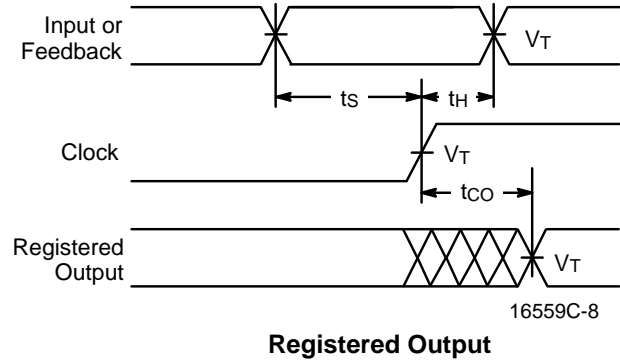 Input or
Feedback
VT
tS
tH
Clock
VT
tCO
Registered
Output
VT
16559C-8
Registered Output